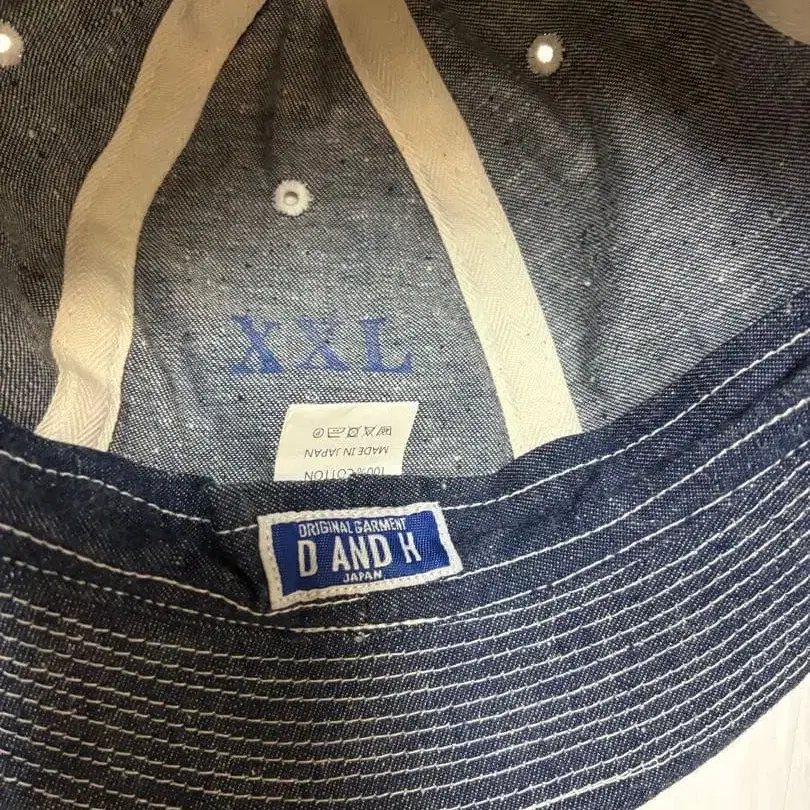 XXL
MADE IN JAPAN
100% COTTON
ORIGINAL GARMENT
D AND H
JAPAN